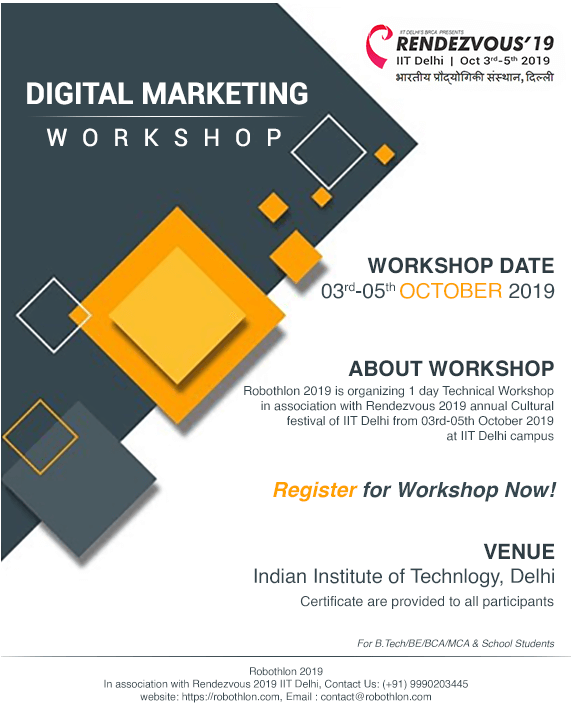 IIT DELHI'S BRCA PRESENTS
RENDEZVOUS'19
IIT Delhi | Oct 3rd-5th 2019
भारतीय प्रौद्योगिकी संस्थान, दिल्ली
DIGITAL MARKETING
WORKSHOP
WORKSHOP DATE
03rd-05th OCTOBER 2019
ABOUT WORKSHOP
Robothlon 2019 is organizing 1 day Technical Workshop
in association with Rendezvous 2019 annual Cultural
festival of IIT Delhi from 03rd-05th October 2019
at IIT Delhi campus
Register for Workshop Now!
VENUE
Indian Institute of Technlogy, Delhi
Certificate are provided to all participants
For B.Tech/BE/BCA/MCA & School Students
Robothlon 2019
In association with Rendezvous 2019 IIT Delhi, Contact Us: (+91) 9990203445
website: https://robothlon.com, Email : contact@robothlon.com